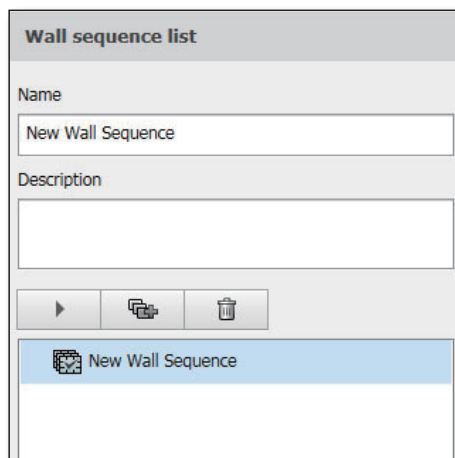 Wall sequence list
Name
New Wall Sequence
Description
New Wall Sequence